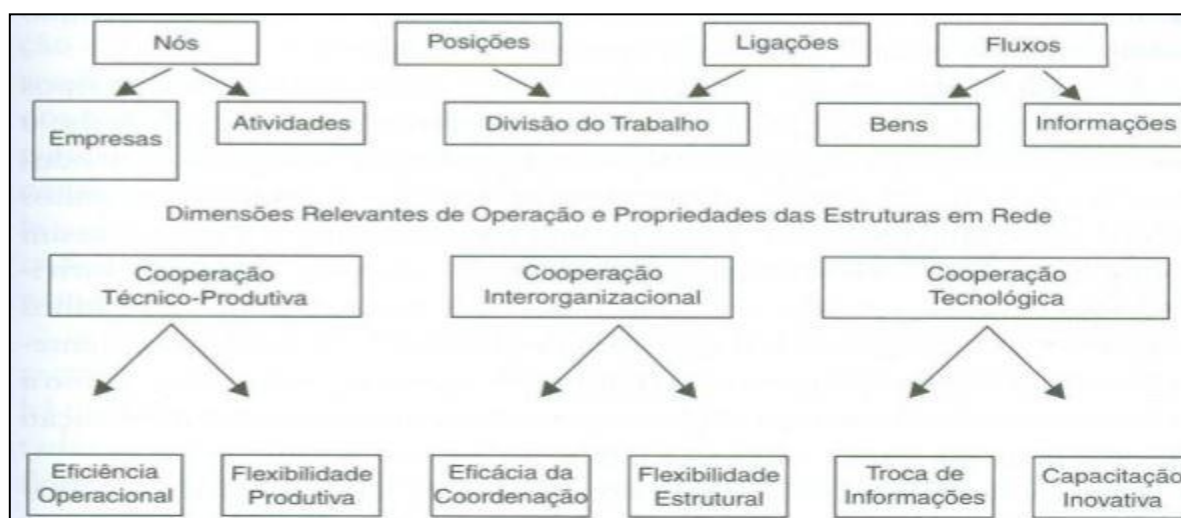 Nós
Posições
Ligações
Fluxos
Empresas
Atividades
Divisão do Trabalho
Bens
Informações
Dimensões Relevantes de Operação e Propriedades das Estruturas em Rede
Cooperação
Técnico-Produtiva
Cooperação
Interorganizacional
Cooperação
Tecnológica
Eficiência
Operacional
Flexibilidade
Produtiva
Eficácia da
Coordenação
Flexibilidade
Estrutural
Troca de
Informações
Capacitação
Inovativa